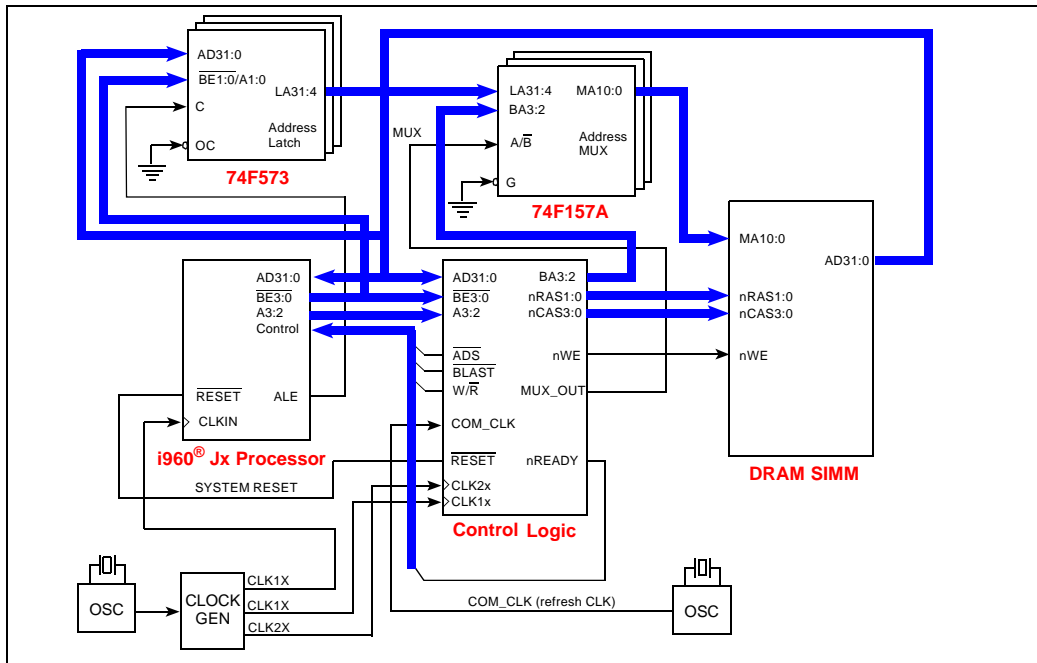 AD31:0
BE1:0/A1:0
LA31:4
C
Address
Latch
OC
74F573
LA31:4
MA10:0
BA3:2
MUX
A/B
Address
MUX
G
74F157A
MA10:0
AD31:0
nRAS1:0
nCAS3:0
nWE
DRAM SIMM
AD31:0
BE3:0
A3:2
Control
RESET
ALE
CLKIN
i960® Jx Processor
SYSTEM RESET
AD31:0
BA3:2
BE3:0
nRAS1:0
A3:2
nCAS3:0
ADS
nWE
BLAST
W/R
MUX_OUT
COM_CLK
RESET
nREADY
CLK2x
CLK1x
Control Logic
OSC
CLOCK
GEN
CLK1X
CLK1X
CLK2X
COM_CLK (refresh CLK)
OSC